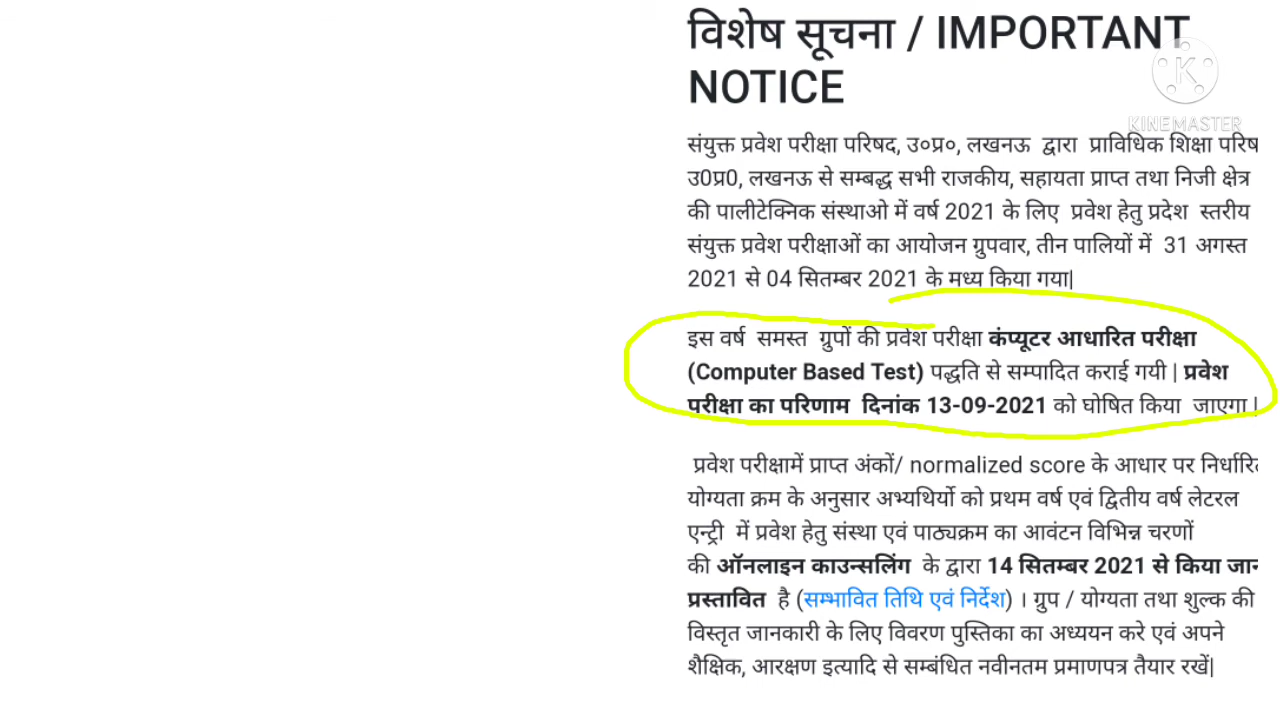 विशेष सूचना / IMPORTANT
NOTICE
KINEMASTER
संयुक्त प्रवेश परीक्षा परिषद, उ०प्र०, लखनऊ द्वारा प्राविधिक शिक्षा परिष
उ0प्र0, लखनऊ से सम्बद्ध सभी राजकीय, सहायता प्राप्त तथा निजी क्षेत्र
की पालीटेक्निक संस्थाओ में वर्ष 2021 के लिए प्रवेश हेतु प्रदेश स्तरीय
संयुक्त प्रवेश परीक्षाओं का आयोजन ग्रुपवार, तीन पालियों में 31 अगस्त
2021 से 04 सितम्बर 2021 के मध्य किया गया|
इस वर्ष समस्त ग्रुपों की प्रवेश परीक्षा कंप्यूटर आधारित परीक्षा
(Computer Based Test) पद्धति से सम्पादित कराई गयी | प्रवेश
परीक्षा का परिणाम दिनांक 13-09-2021 को घोषित किया जाएगा |
प्रवेश परीक्षामें प्राप्त अंकों/ normalized score के आधार पर निर्धारि
योग्यता क्रम के अनुसार अभ्यथिर्यो को प्रथम वर्ष एवं द्वितीय वर्ष लेटरल
एन्ट्री में प्रवेश हेतु संस्था एवं पाठ्यक्रम का आवंटन विभिन्न चरणों
की ऑनलाइन काउन्सलिंग के द्वारा 14 सितम्बर 2021 से किया जान
प्रस्तावित है (सम्भावित तिथि एवं निर्देश) । ग्रुप / योग्यता तथा शुल्क की
विस्तृत जानकारी के लिए विवरण पुस्तिका का अध्ययन करे एवं अपने
शैक्षिक, आरक्षण इत्यादि से सम्बंधित नवीनतम प्रमाणपत्र तैयार रखें|